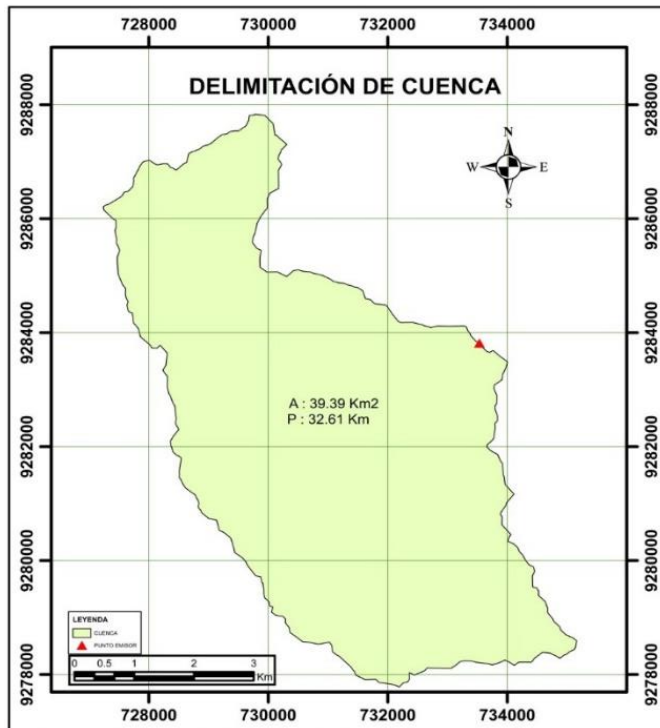 728000 730000 732000 734000
DELIMITACIÓN DE CUENCA
9288000 9288000
N
W E
S
9286000 9286000
9284000 9284000
A : 39.39 Km2
P : 32.61 Km
9282000 9282000
9280000 9280000
LEYENDA
CUENCA
PUNTO EMISOR
0 0.5 1 2 3
Km
9278000 9278000
728000 730000 732000 734000